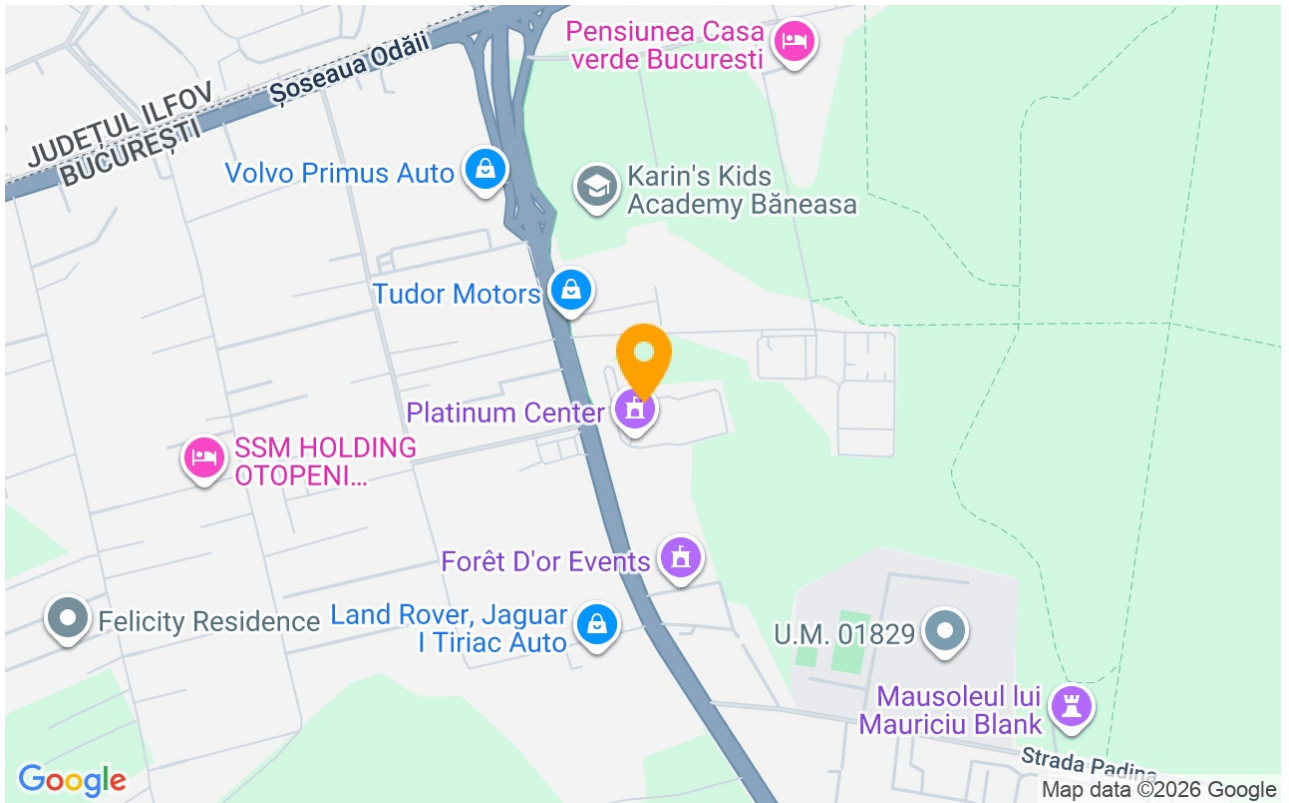 Pensiunea Casa
verde Bucuresti
Șoseaua Odăii
JUDEȚUL ILFOV
BUCUREȘTI
Volvo Primus Auto
Karin's Kids
Academy Băneasa
Tudor Motors
Platinum Center
SSM HOLDING
OTOPENI...
Forêt D'or Events
Felicity Residence
Land Rover, Jaguar
I Tiriac Auto
U.M. 01829
Mausoleul lui
Mauriciu Blank
Strada Padina
Google
Map data ©2026 Google